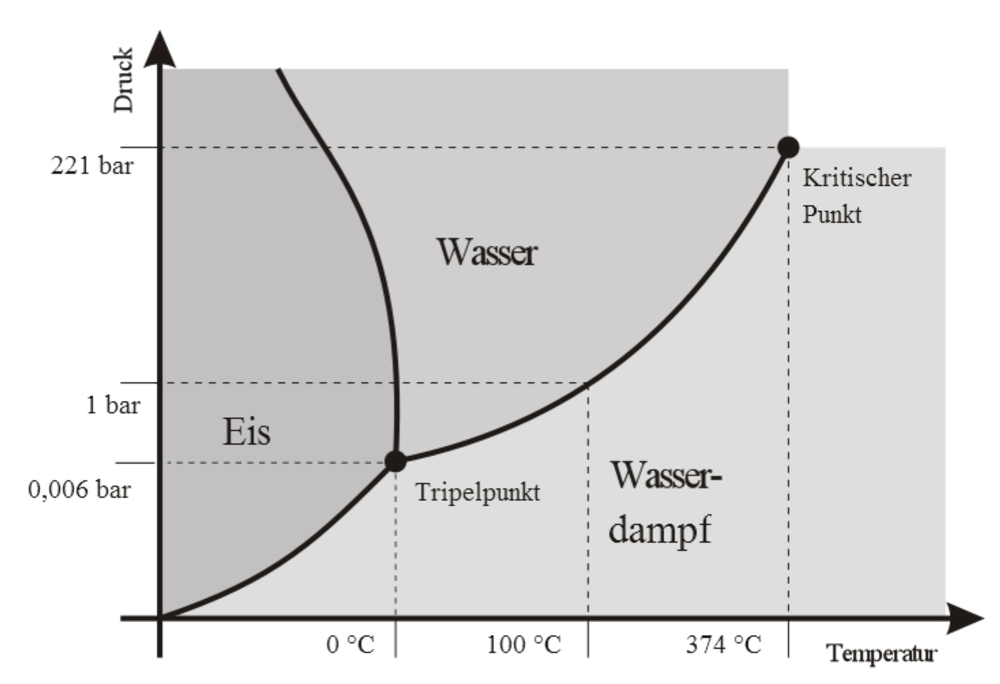 Druck
221 bar
Kritischer
Punkt
Wasser
1 bar
Eis
0,006 bar
Tripelpunkt
Wasser-
dampf
0 °C
100 °C
374 °C
Temperatur